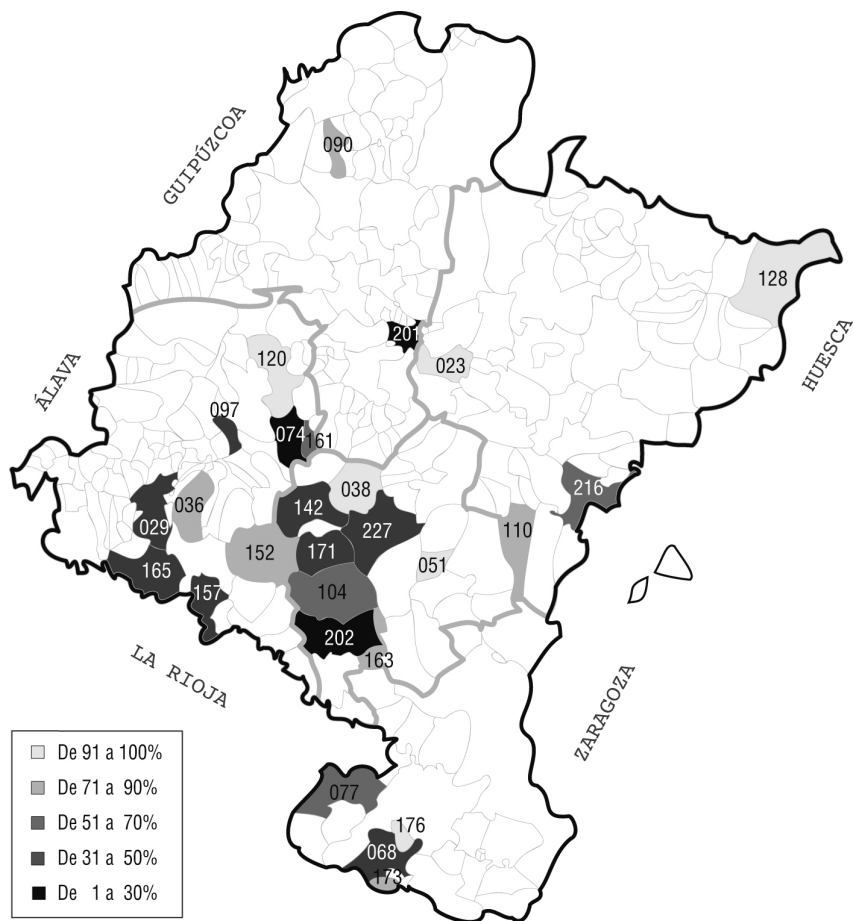 GUIPÚZCOA
090
128
HUESCA
201
023
120
ÁLAVA
097
074
161
038
216
036
142
029
227
110
152
171
051
165
157
104
202
163
LA RIOJA
ZARAGOZA
De 91 a 100%
De 71 a 90%
De 51 a 70%
De 31 a 50%
De 1 a 30%
077
176
068
173